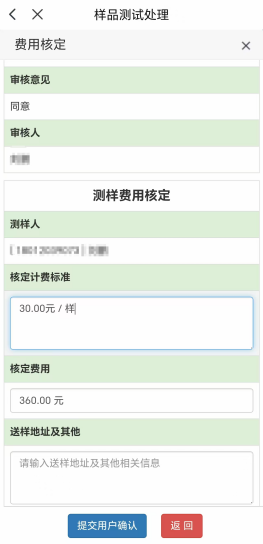 样品测试处理
费用核定
审核意见
同意
审核人
测样费用核定
测样人
核定计费标准
30.00元 / 样
核定费用
360.00 元
送样地址及其他
请输入送样地址及其他相关信息
提交用户确认
返 回